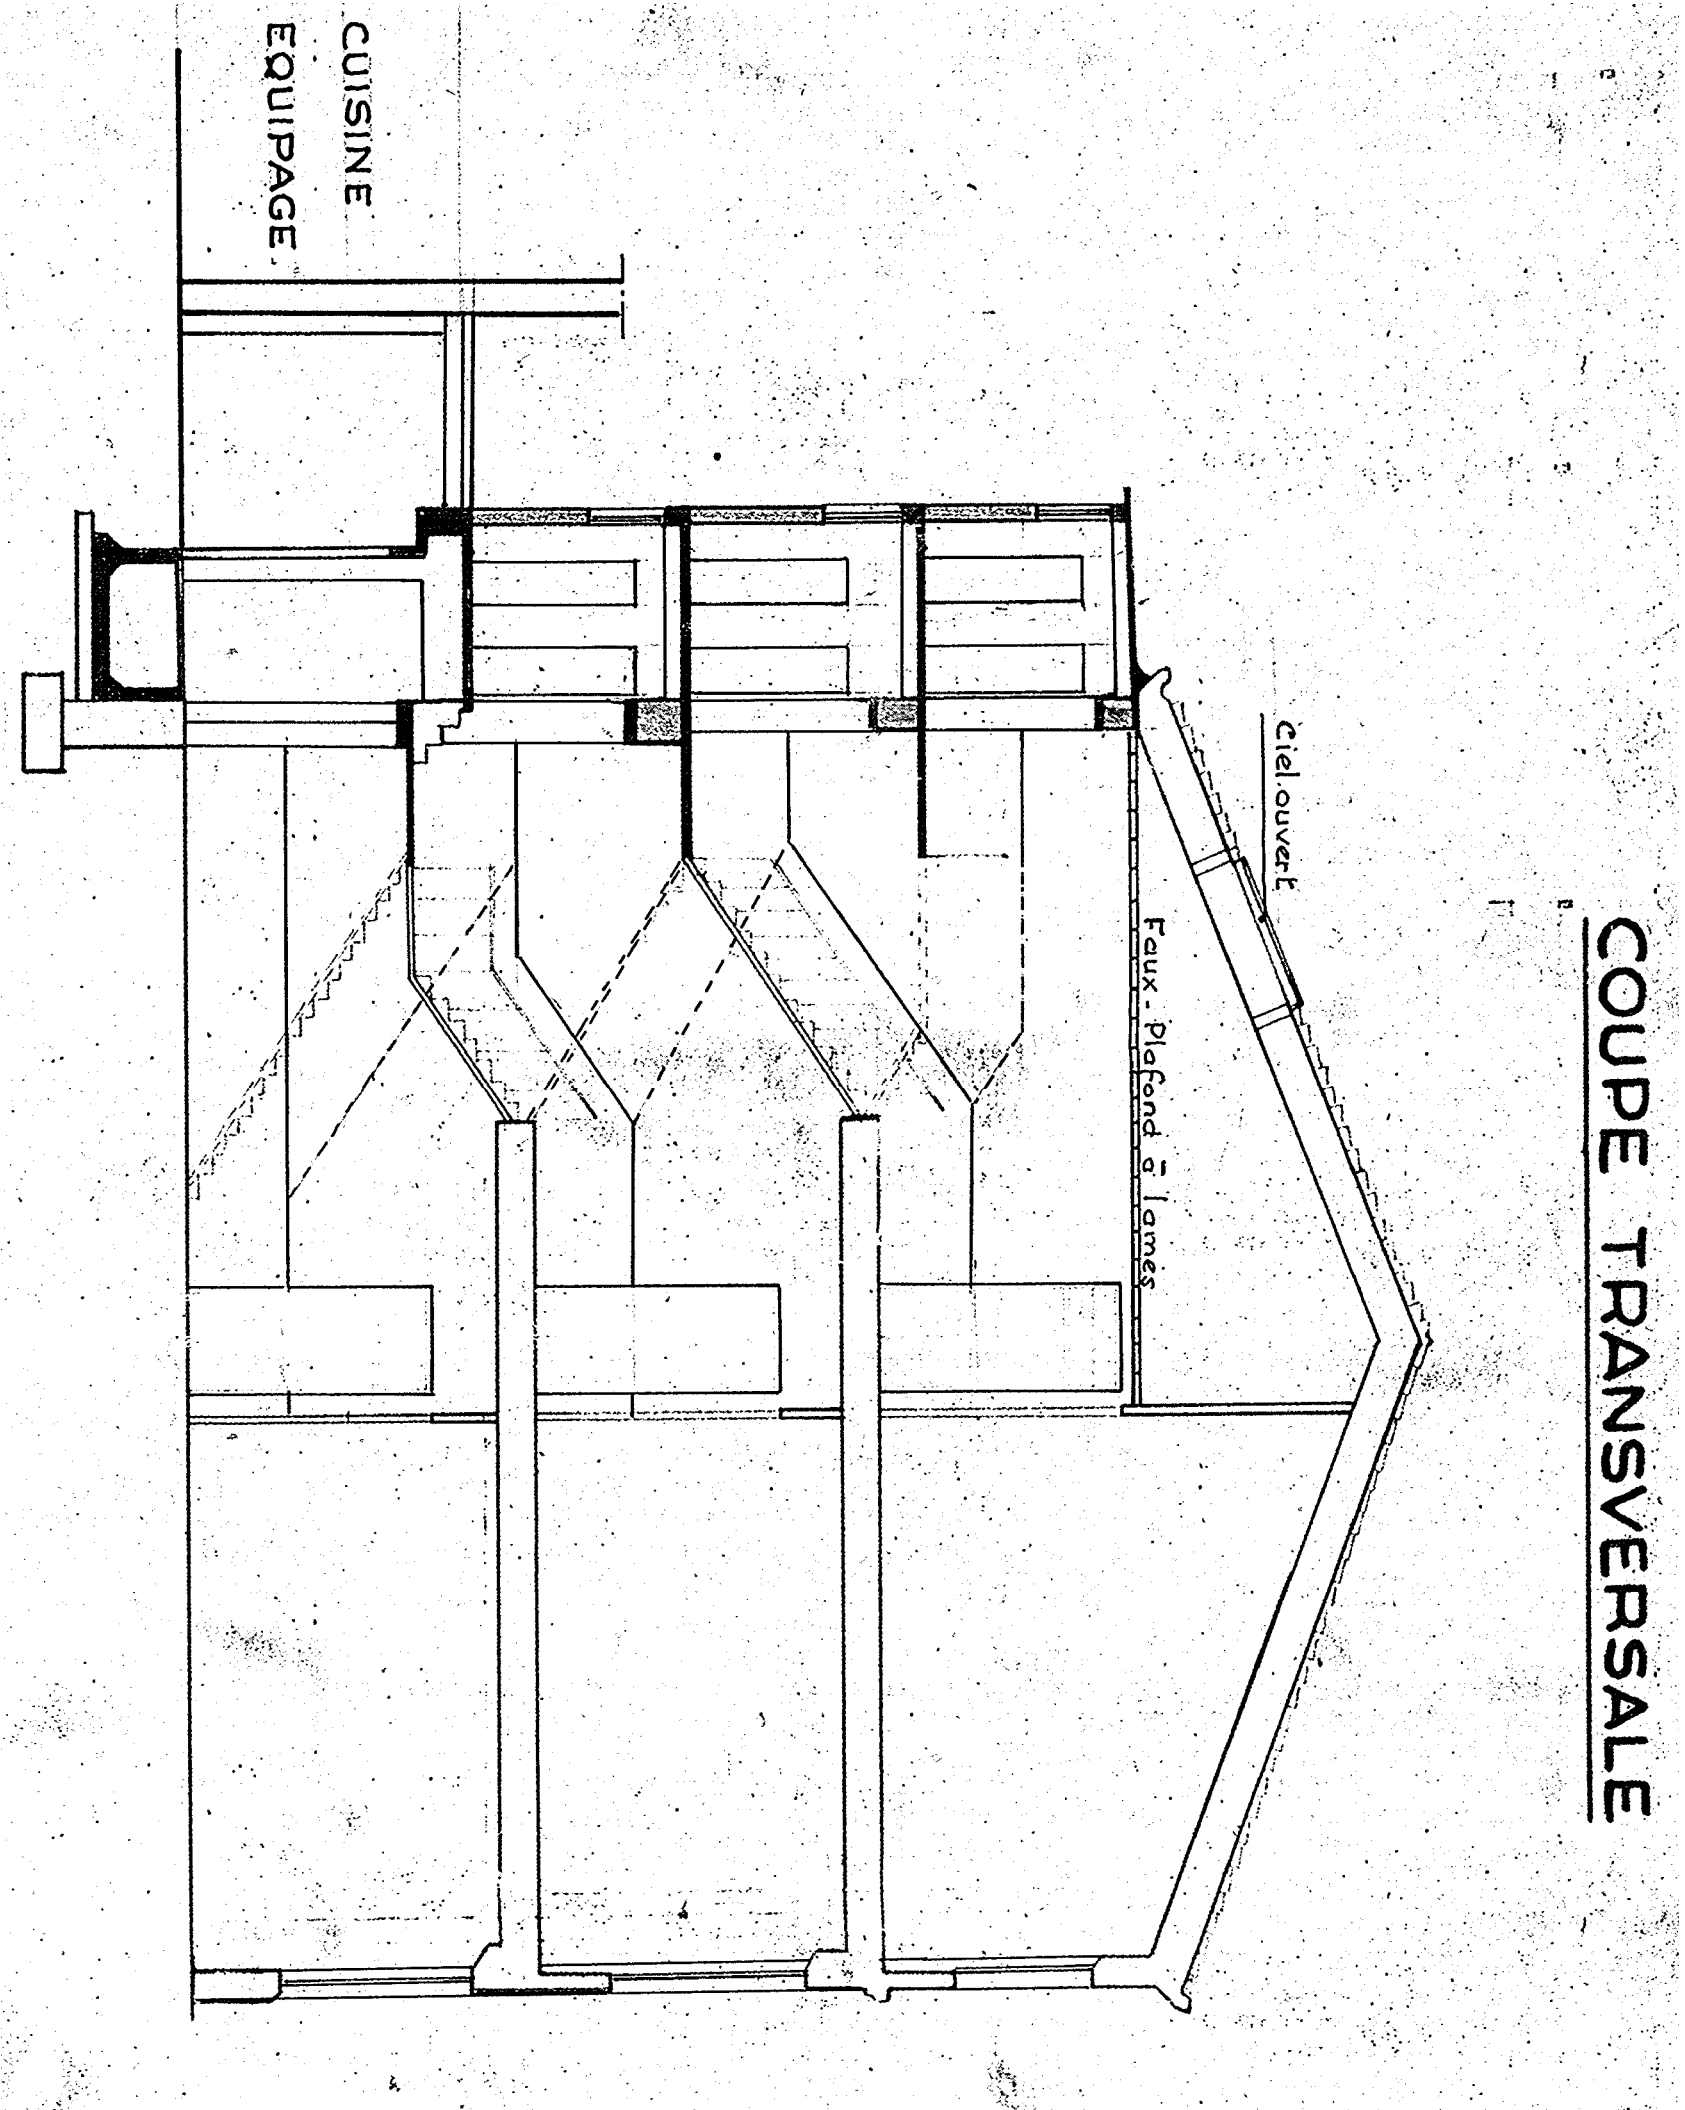 COUPE TRANSVERSALE
Ciel.ouvert
Faux-Plafond à lames
CUISINE
EQUIPAGE.